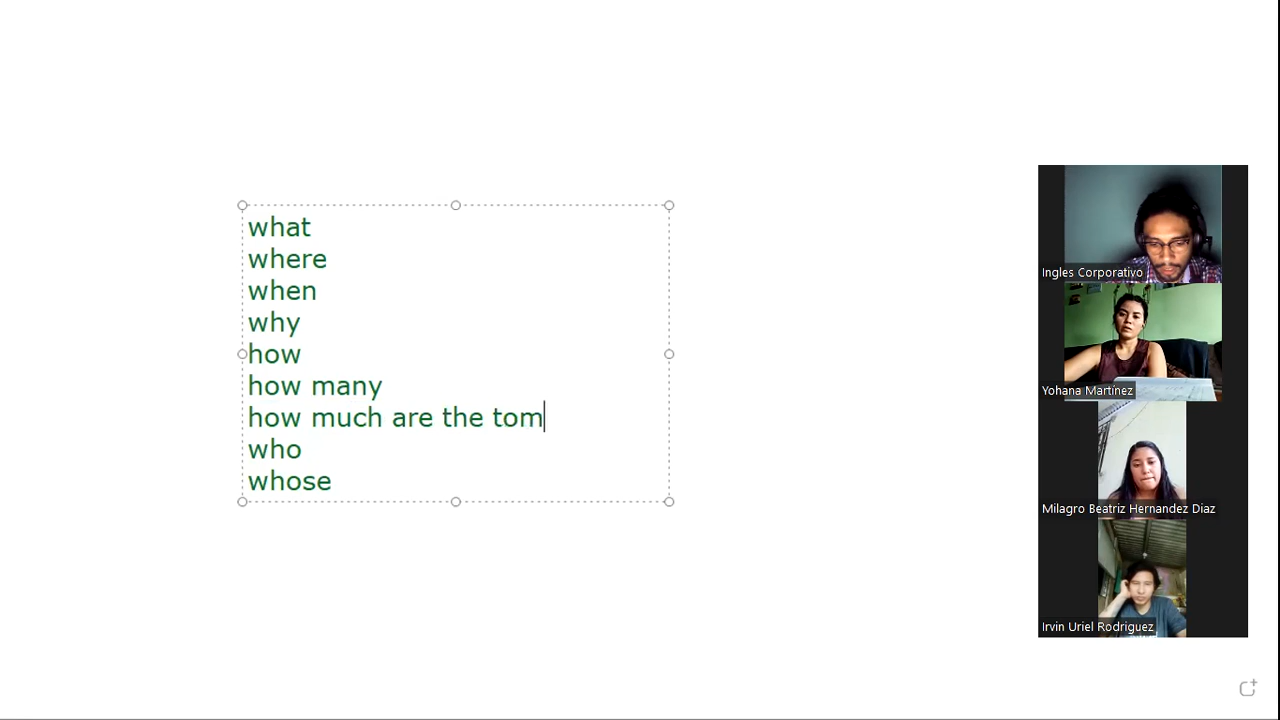 what
where
when
why
how
how many
how much are the tom
who
whose
Ingles Corporativo
Yohana Martínez
Milagro Beatriz Hernandez Diaz
Irvin Uriel Rodriguez